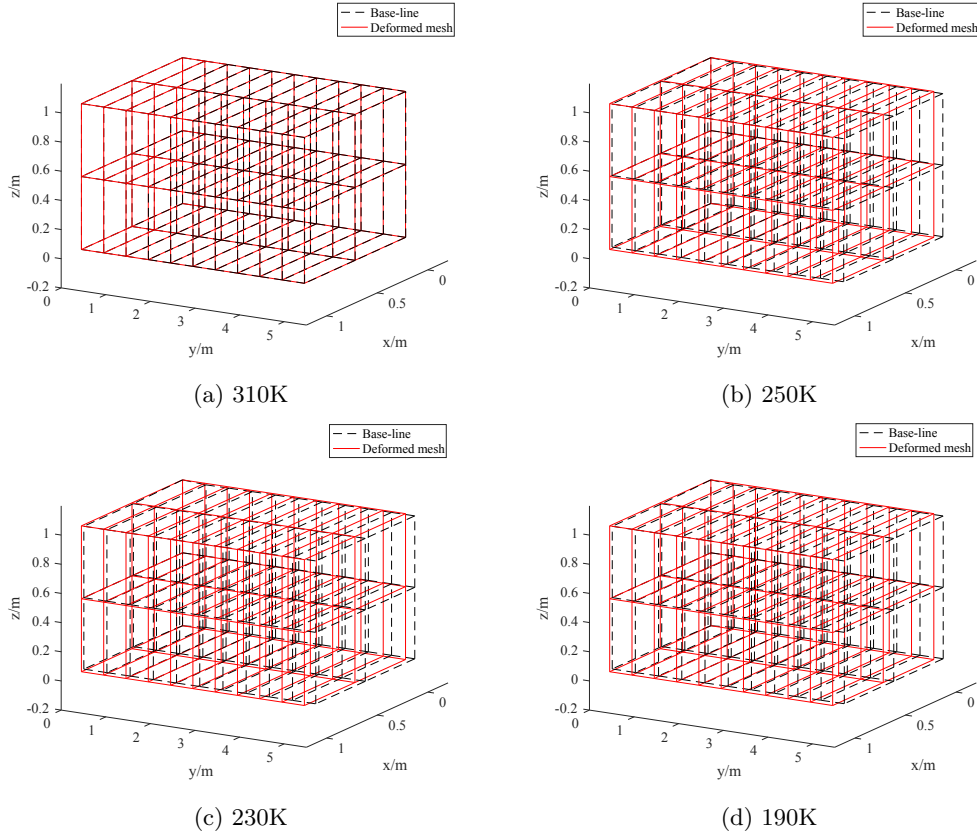 Base-line
Deformed mesh
1
0.8
0.6
0.4
0.2
0
-0.2
z/m
0
1
2
3
4
5
y/m
1
0.5
0
x/m
(a) 310K
Base-line
Deformed mesh
1
0.8
0.6
0.4
0.2
0
-0.2
z/m
0
1
2
3
4
5
y/m
1
0.5
0
x/m
(b) 250K
Base-line
Deformed mesh
1
0.8
0.6
0.4
0.2
0
-0.2
z/m
0
1
2
3
4
5
y/m
1
0.5
0
x/m
(c) 230K
Base-line
Deformed mesh
1
0.8
0.6
0.4
0.2
0
-0.2
z/m
0
1
2
3
4
5
y/m
1
0.5
0
x/m
(d) 190K